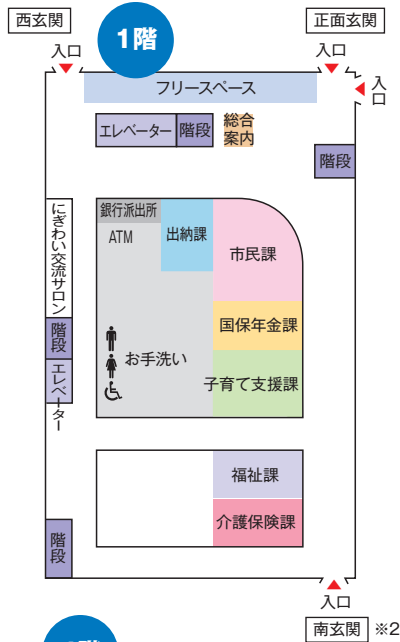 西玄関
正面玄関
1階
入口
入口
入口
フリースペース
エレベーター
階段
総合
案内
階段
にぎわい交流サロン
銀行派出所
ATM
出納課
市民課
国保年金課
階段
お手洗い
エレベーター
子育て支援課
福祉課
介護保険課
階段
入口
南玄関
※2